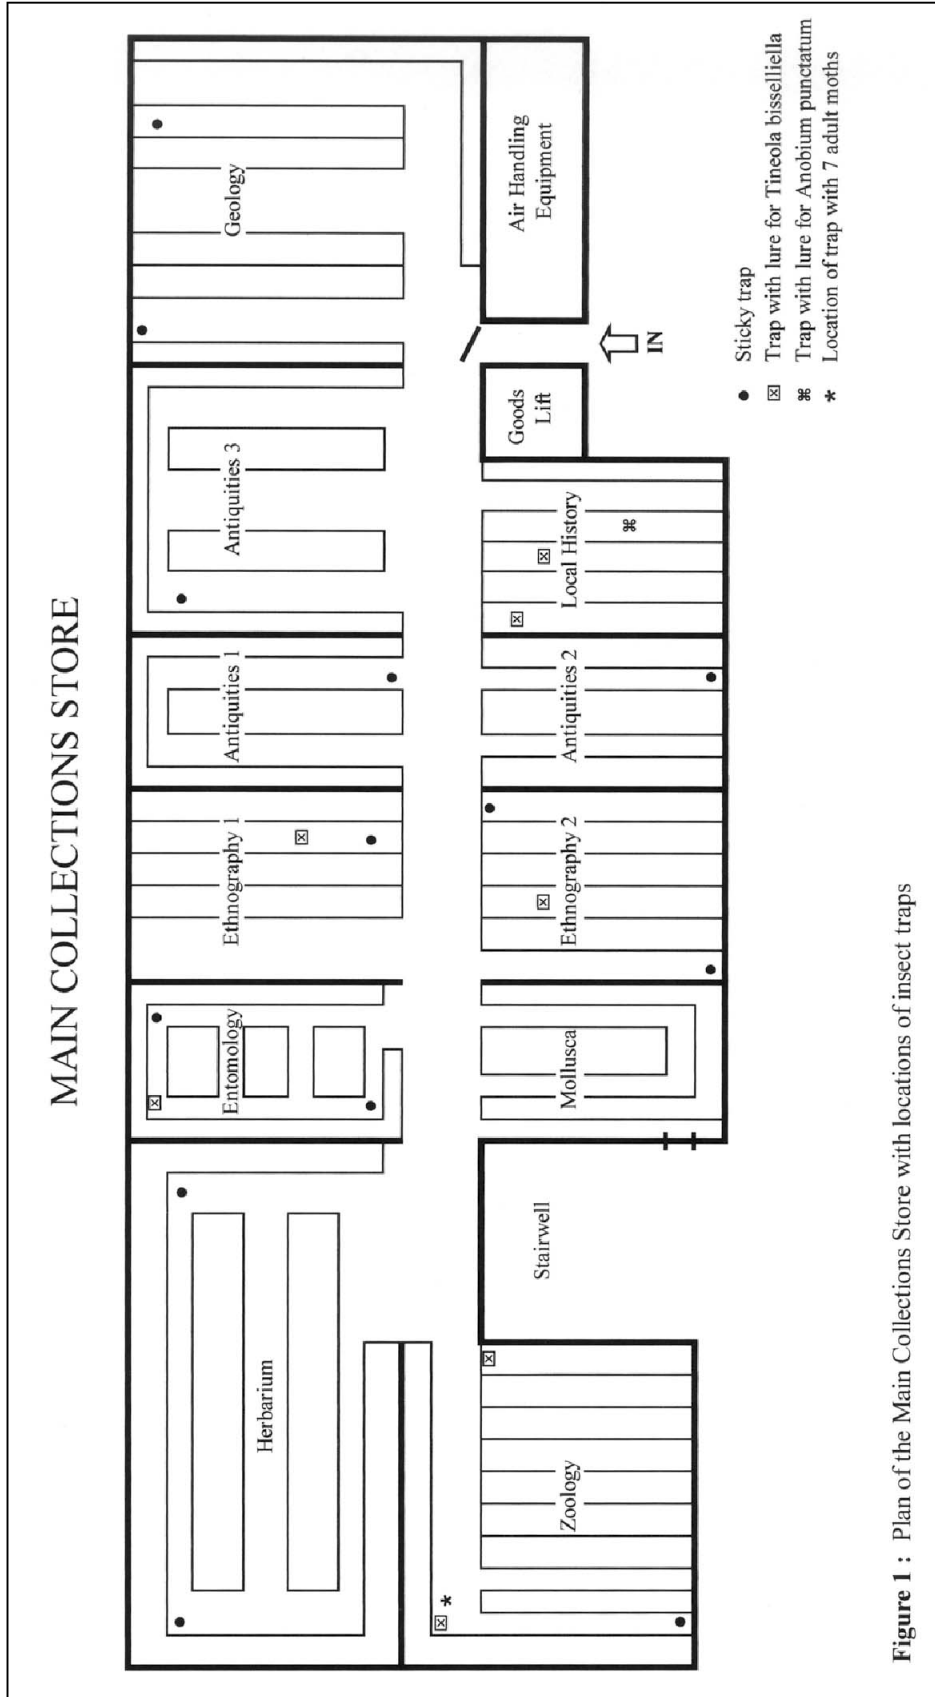 MAIN COLLECTIONS STORE
Herbarium
Entomology
Ethnography 1
Antiquities 1
Antiquities 3
Geology
Zoology
Stairwell
Mollusca
Ethnography 2
Antiquities 2
Local History
Goods
Lift
Air Handling
Equipment
IN
● Sticky trap
☒ Trap with lure for Tineola bisselliella
⌘ Trap with lure for Anobium punctatum
* Location of trap with 7 adult moths
Figure 1 : Plan of the Main Collections Store with locations of insect traps